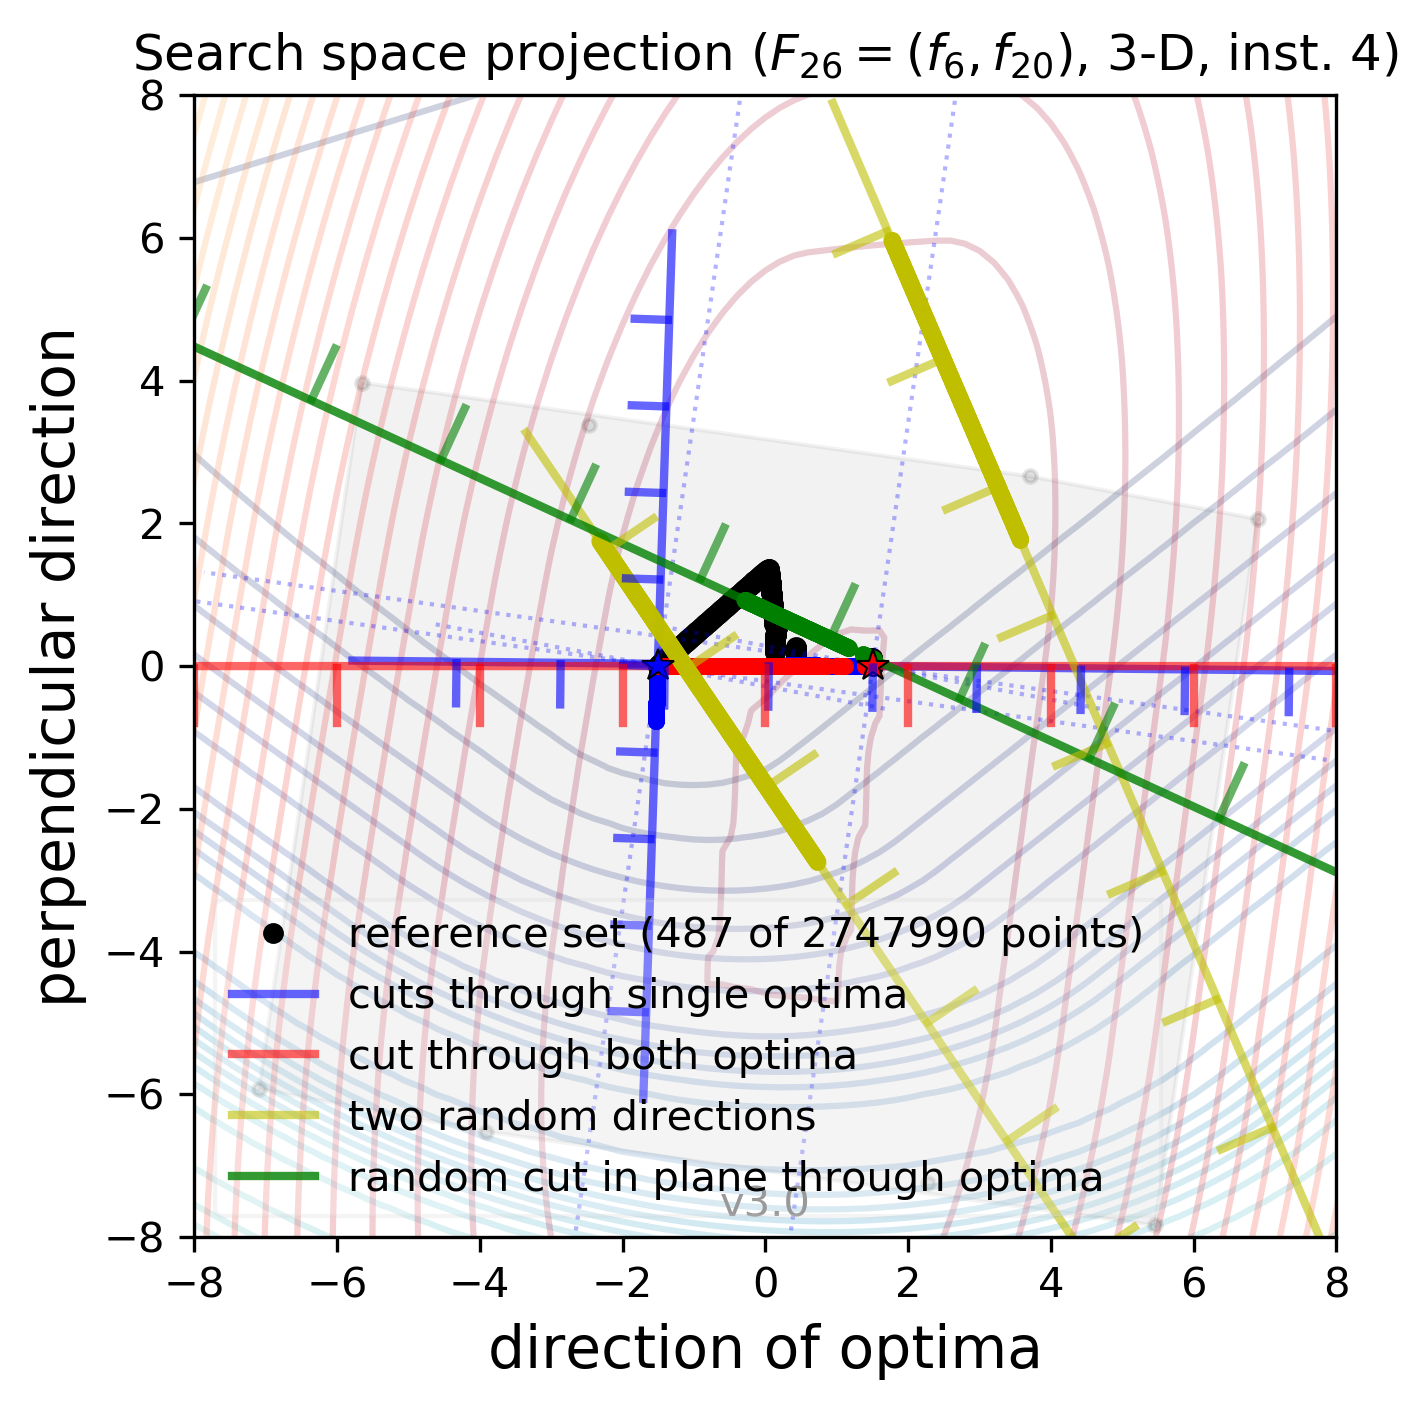 Search space projection (F₂₆ = (f₆, f₂₀), 3-D, inst. 4)
8
6
4
2
0
−2
−4
−6
−8
perpendicular direction
reference set (487 of 2747990 points)
cuts through single optima
cut through both optima
two random directions
random cut in plane through optima
v3.0
−8 −6 −4 −2 0 2 4 6 8
direction of optima